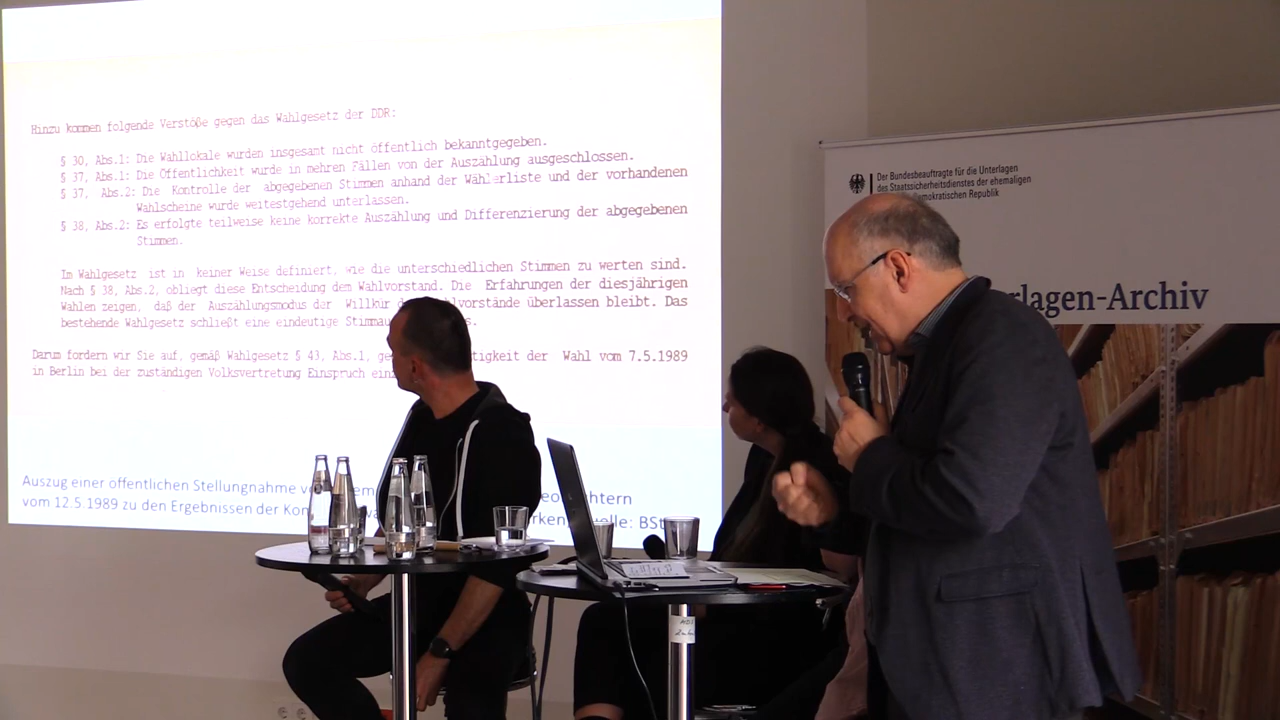 Hinzu kommen folgende Verstöße gegen das Wahlgesetz der DDR:
§ 30, Abs.1: Die Wahllokale wurden insgesamt nicht öffentlich bekanntgegeben.
§ 37, Abs.1: Die Öffentlichkeit wurde in mehren Fällen von der Auszählung ausgeschlossen.
§ 37, Abs.2: Die Kontrolle der abgegebenen Stimmen anhand der Wählerliste und der vorhandenen
Wahlscheine wurde weitestgehend unterlassen.
§ 38, Abs.2: Es erfolgte teilweise keine korrekte Auszählung und Differenzierung der abgegebenen
Stimmen.
Im Wahlgesetz ist in keiner Weise definiert, wie die unterschiedlichen Stimmen zu werten sind.
Nach § 38, Abs.2, obliegt diese Entscheidung dem Wahlvorstand. Die Erfahrungen der diesjährigen
Wahlen zeigen, daß der Auszählungsmodus der Willkür der Wahlvorstände überlassen bleibt. Das
bestehende Wahlgesetz schließt eine eindeutige
Darum fordern wir Sie auf, gemäß Wahlgesetz § 43, Abs.1, der Wahl vom 7.5.1989
in Berlin bei der zuständigen Volksvertretung Einspruch
Auszug einer öffentlichen Stellungnahme
vom 12.5.1989 zu den Ergebnissen der
Der Bundesbeauftragte für die Unterlagen
des Staatssicherheitsdienstes der ehemaligen
Republik
rlagen-Archiv